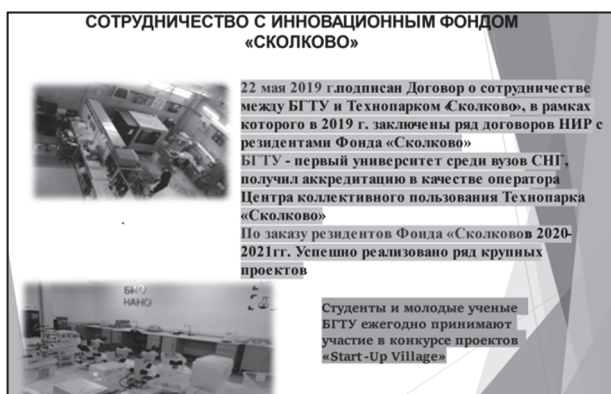 СОТРУДНИЧЕСТВО С ИННОВАЦИОННЫМ ФОНДОМ
«СКОЛКОВО»
22 мая 2019 г.подписан Договор о сотрудничестве
между БГТУ и Технопарком «Сколково», в рамках
которого в 2019 г. заключены ряд договоров НИР с
резидентами Фонда «Сколково»
БГТУ - первый университет среди вузов СНГ,
получил аккредитацию в качестве оператора
Центра коллективного пользования Технопарка
«Сколково»
По заказу резидентов Фонда «Сколковов 2020-
2021гг. Успешно реализовано ряд крупных
проектов
БИО
НАНО
Студенты и молодые ученые
БГТУ ежегодно принимают
участие в конкурсе проектов
«Start -Up Village»